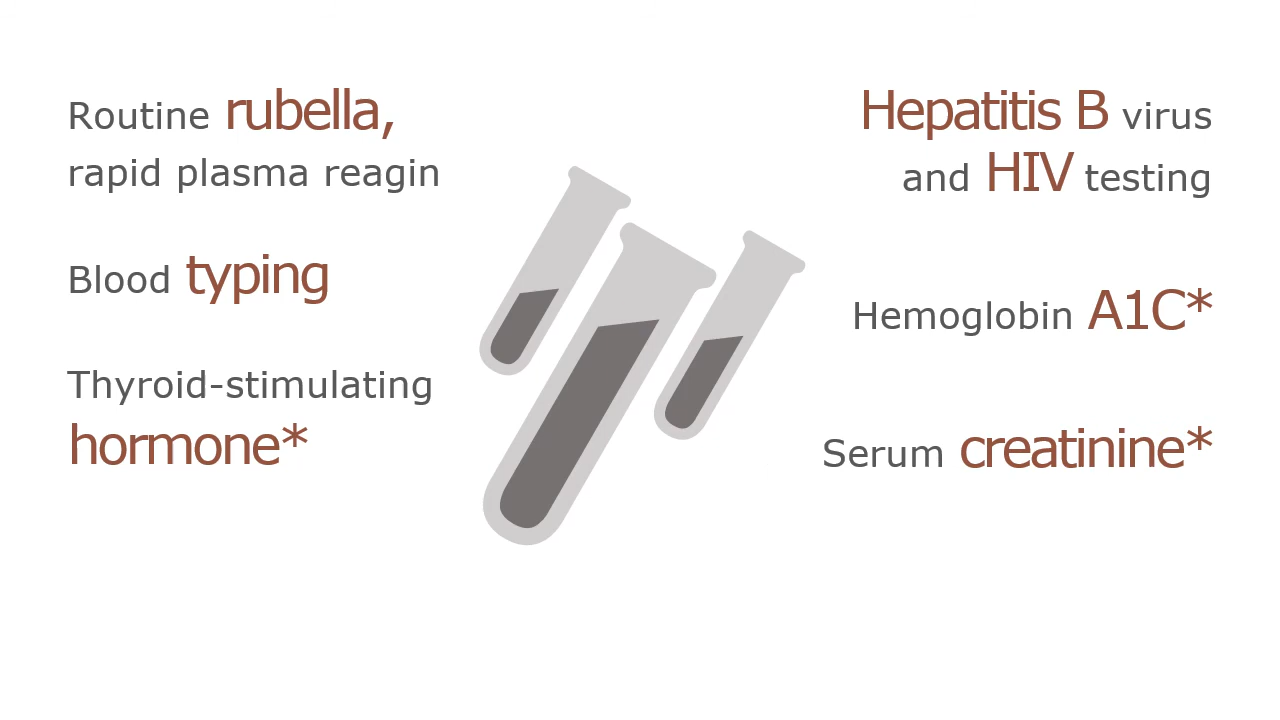 Routine rubella,
rapid plasma reagin
Blood typing
Thyroid-stimulating
hormone*
Hepatitis B virus
and HIV testing
Hemoglobin A1C*
Serum creatinine*